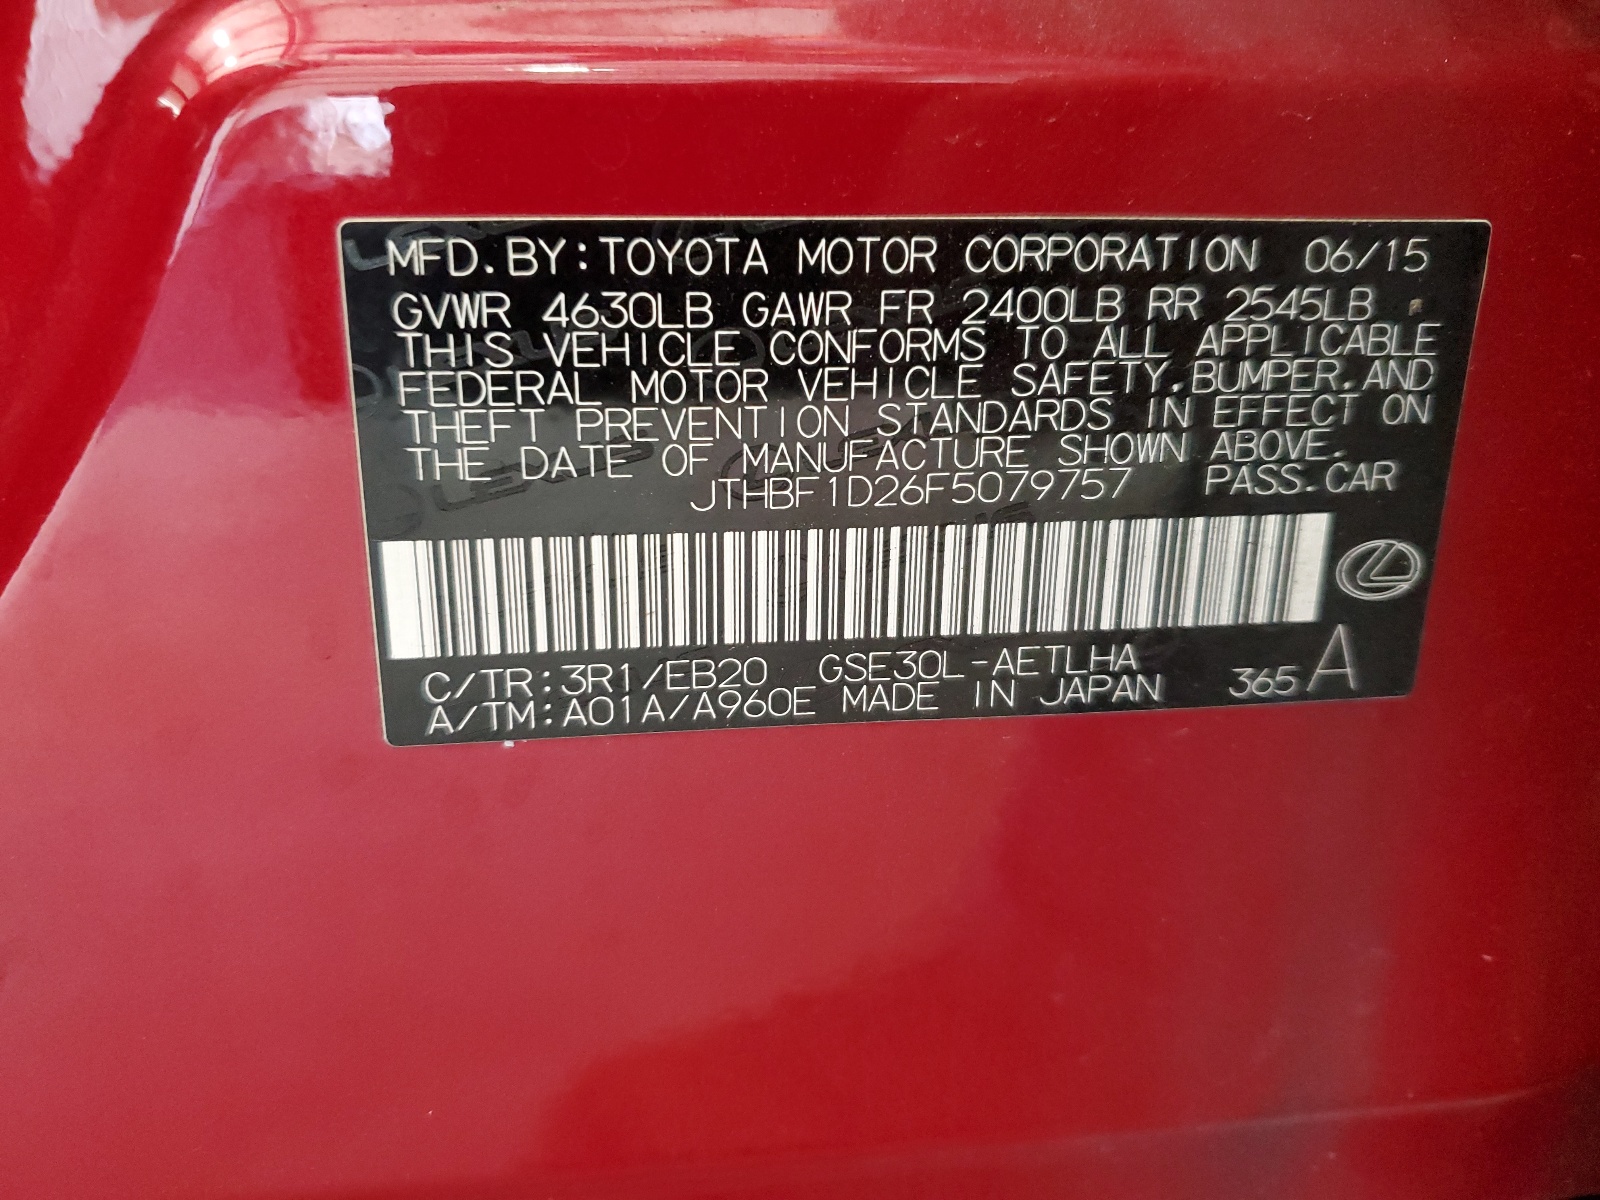 MFD.BY:TOYOTA MOTOR CORPORATION 06/15
GVWR 4630LB GAWR FR 2400LB RR 2545LB
THIS VEHICLE CONFORMS TO ALL APPLICABLE
FEDERAL MOTOR VEHICLE SAFETY,BUMPER,AND
THEFT PREVENTION STANDARDS IN EFFECT ON
THE DATE OF MANUFACTURE SHOWN ABOVE.
JTHBF1D26F5079757 PASS.CAR
C/TR:3R1/EB20 GSE30L-AETLHA
A/TM:A01A/A960E MADE IN JAPAN 365 A